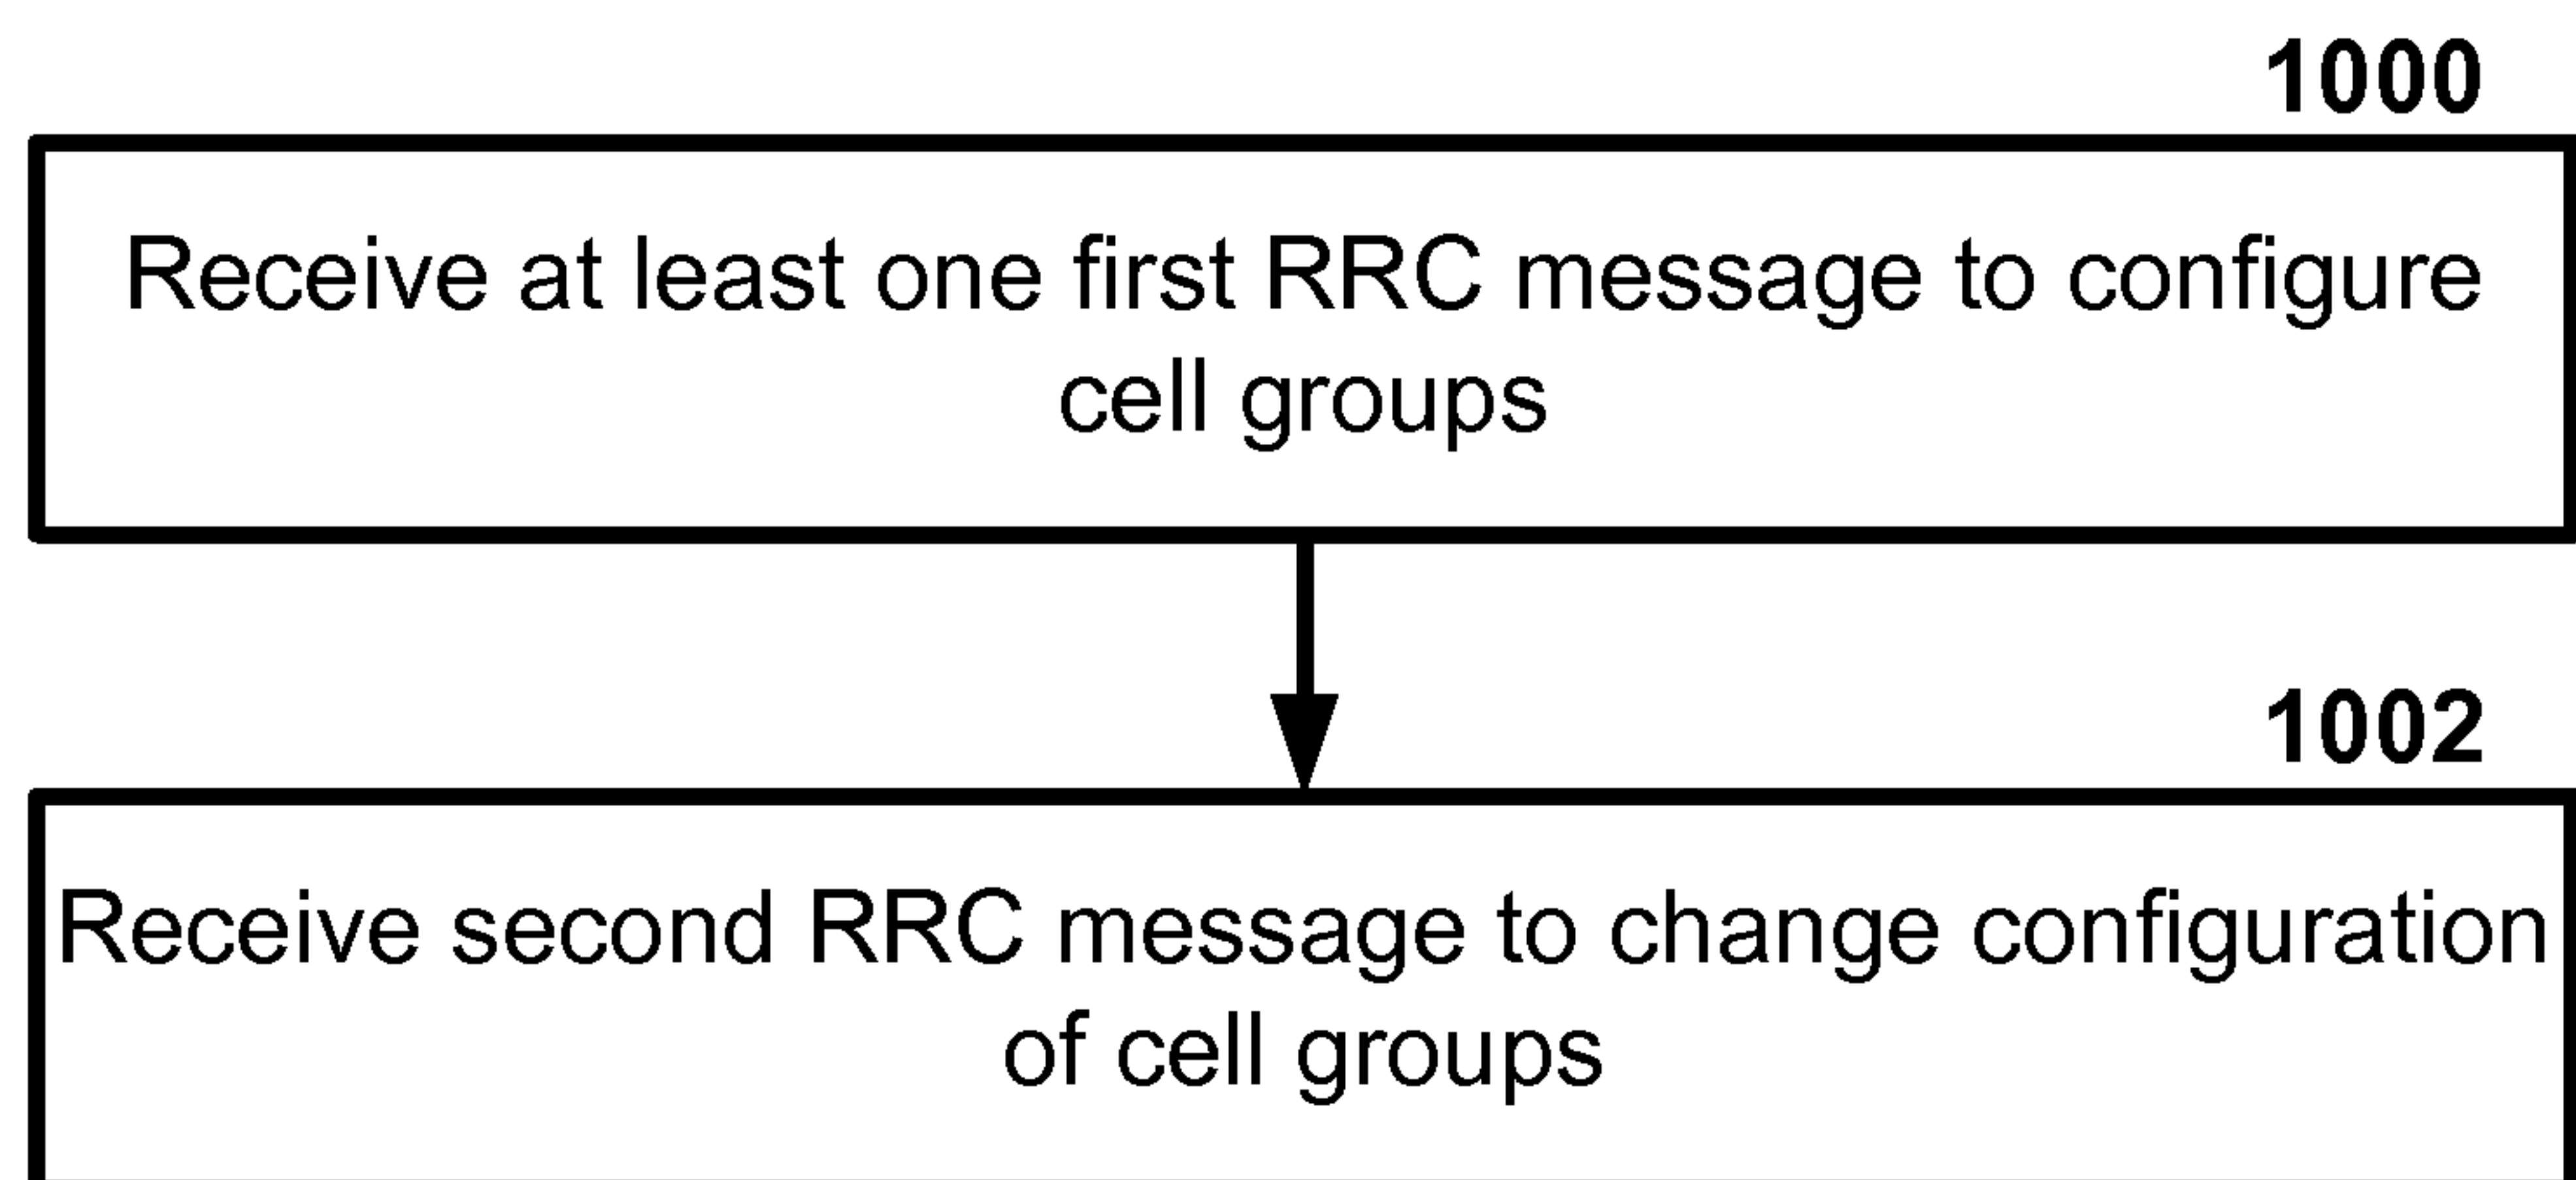 1000
Receive at least one first RRC message to configure
cell groups
1002
Receive second RRC message to change configuration
of cell groups